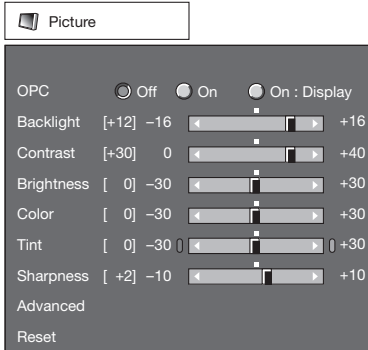 Picture
OPC Off On On : Display
Backlight [+12] –16 +16
Contrast [+30] 0 +40
Brightness [ 0] –30 +30
Color [ 0] –30 +30
Tint [ 0] –30 +30
Sharpness [ +2] –10 +10
Advanced
Reset